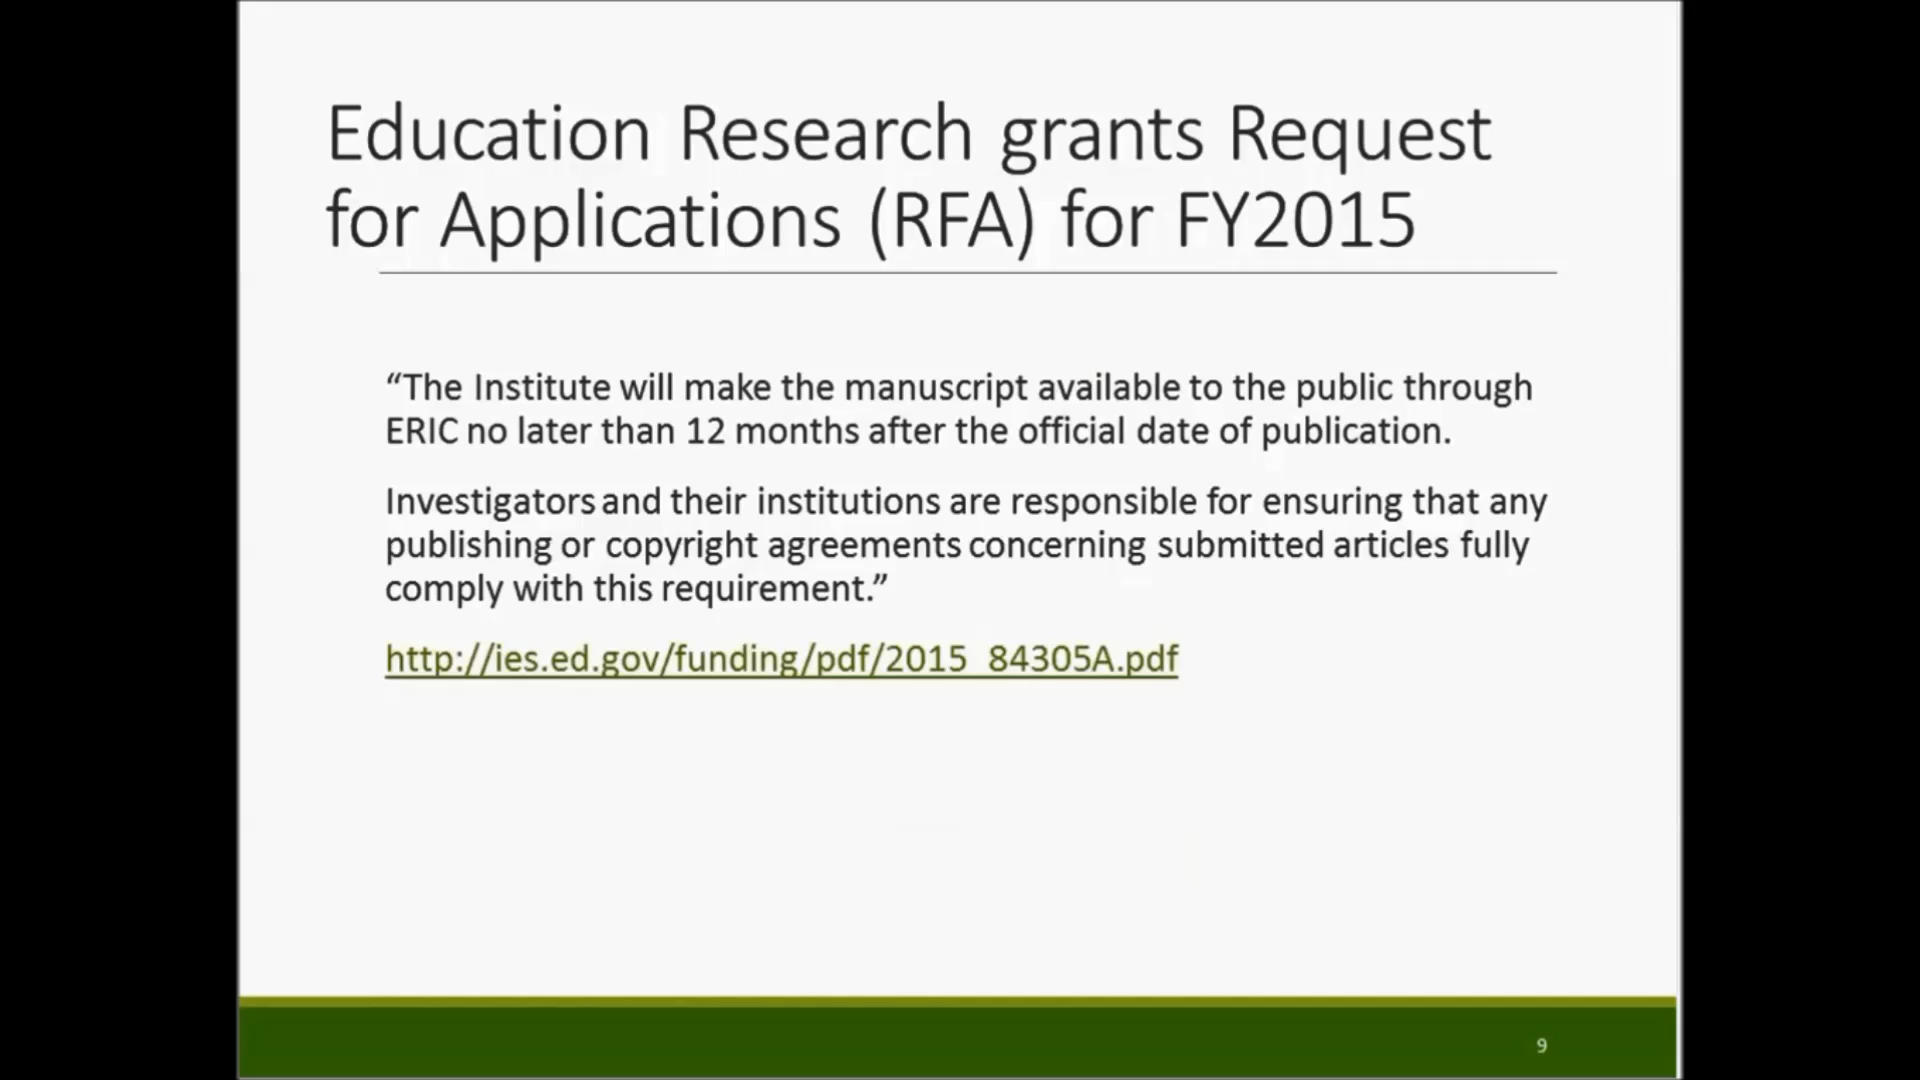 Education Research grants Request
for Applications (RFA) for FY2015
“The Institute will make the manuscript available to the public through
ERIC no later than 12 months after the official date of publication.
Investigators and their institutions are responsible for ensuring that any
publishing or copyright agreements concerning submitted articles fully
comply with this requirement.”
http://ies.ed.gov/funding/pdf/2015_84305A.pdf
9